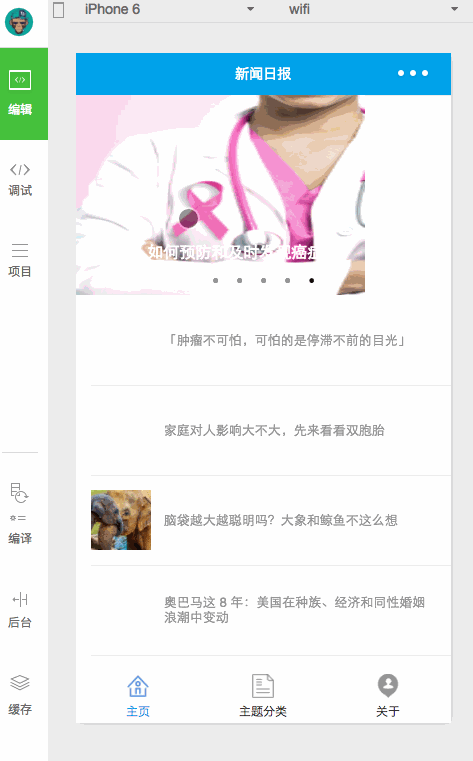 iPhone 6
wifi
编辑
调试
项目
编译
后台
缓存
新闻日报
如何预防和及时发现癌症
「肿瘤不可怕，可怕的是停滞不前的目光」
家庭对人影响大不大，先来看看双胞胎
脑袋越大越聪明吗？大象和鲸鱼不这么想
奥巴马这 8 年：美国在种族、经济和同性婚姻
浪潮中变动
主页
主题分类
关于